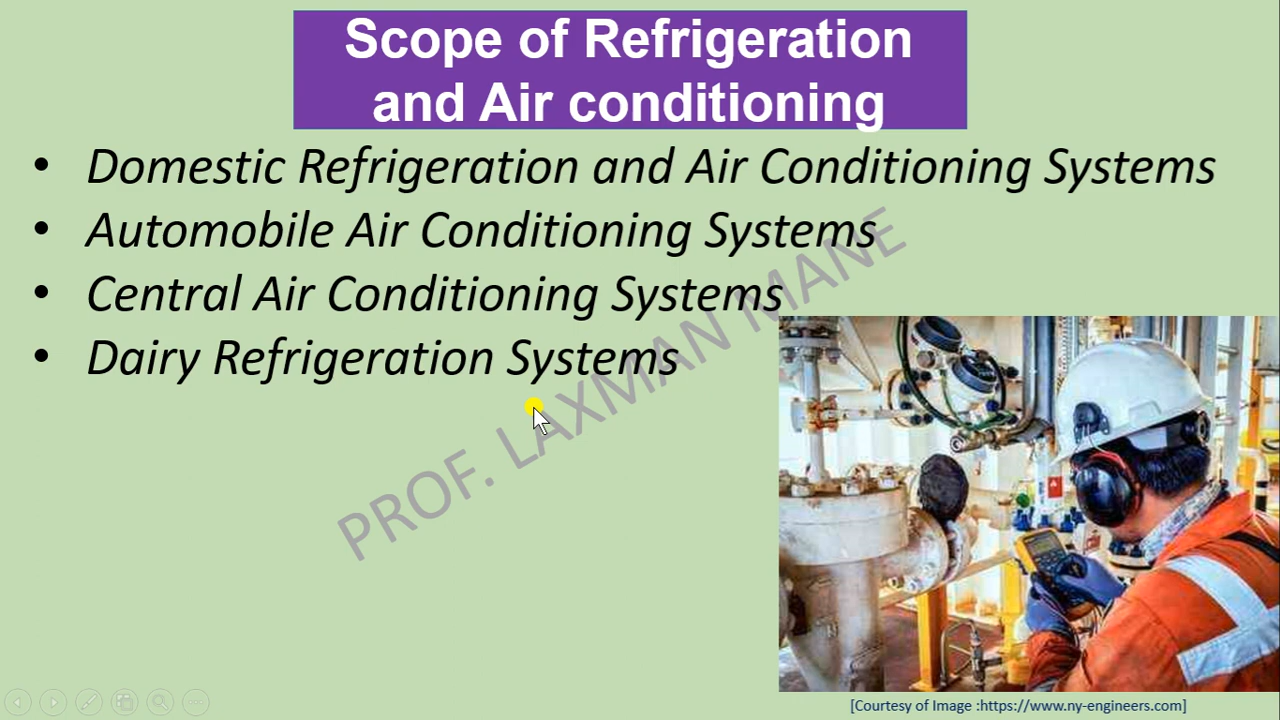 Scope of Refrigeration
and Air conditioning
• Domestic Refrigeration and Air Conditioning Systems
• Automobile Air Conditioning Systems
• Central Air Conditioning Systems
• Dairy Refrigeration Systems
PROF. LAXMAN MANE
[Courtesy of Image :https://www.ny-engineers.com]